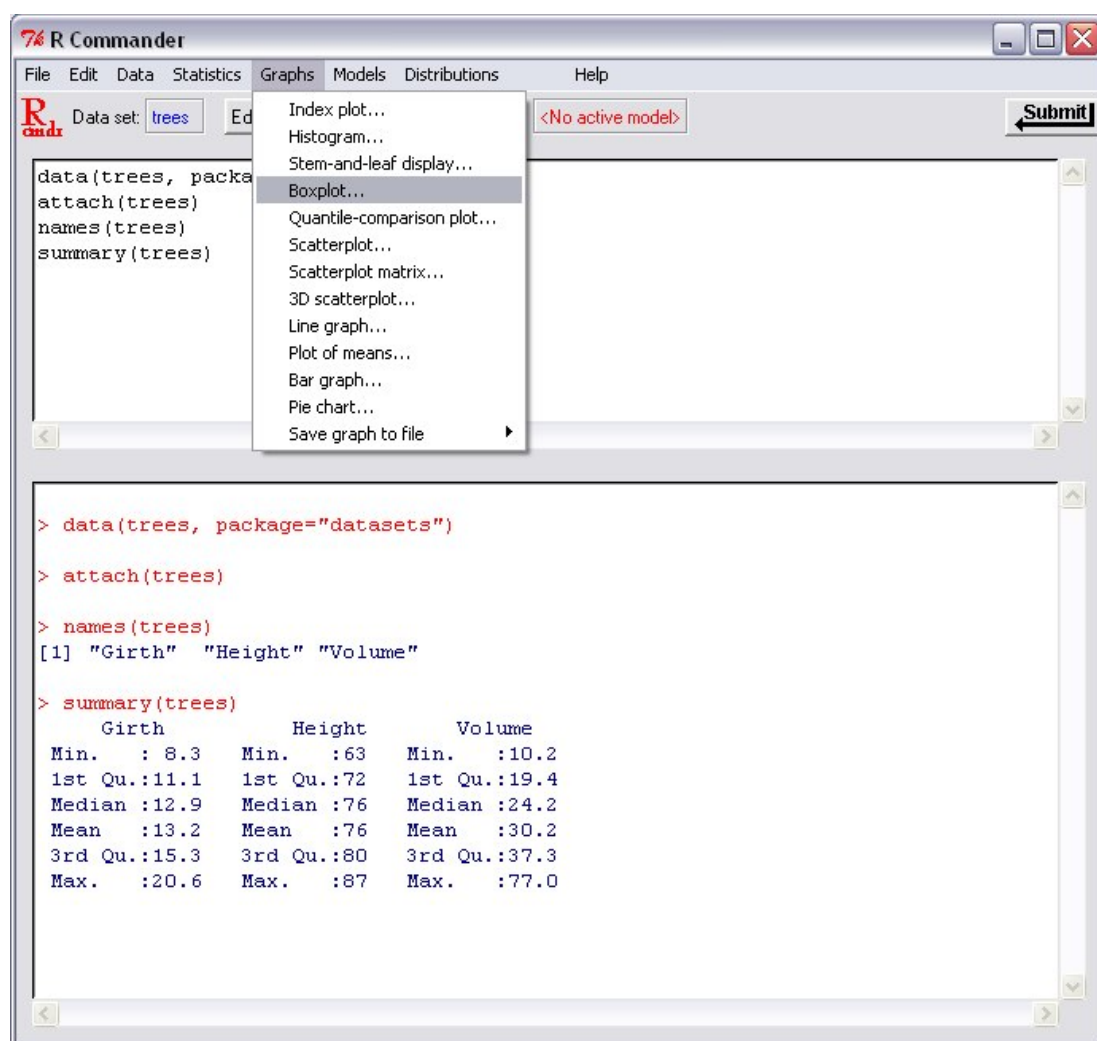 R Commander
File Edit Data Statistics Graphs Models Distributions Help
R cmdr Data set: trees Ed <No active model> Submit
Index plot...
Histogram...
Stem-and-leaf display...
Boxplot...
Quantile-comparison plot...
Scatterplot...
Scatterplot matrix...
3D scatterplot...
Line graph...
Plot of means...
Bar graph...
Pie chart...
Save graph to file
data(trees, packa
attach(trees)
names(trees)
summary(trees)
> data(trees, package="datasets")
> attach(trees)
> names(trees)
[1] "Girth"  "Height" "Volume"
> summary(trees)
     Girth          Height       Volume
 Min.   : 8.3   Min.   :63   Min.   :10.2
 1st Qu.:11.1   1st Qu.:72   1st Qu.:19.4
 Median :12.9   Median :76   Median :24.2
 Mean   :13.2   Mean   :76   Mean   :30.2
 3rd Qu.:15.3   3rd Qu.:80   3rd Qu.:37.3
 Max.   :20.6   Max.   :87   Max.   :77.0